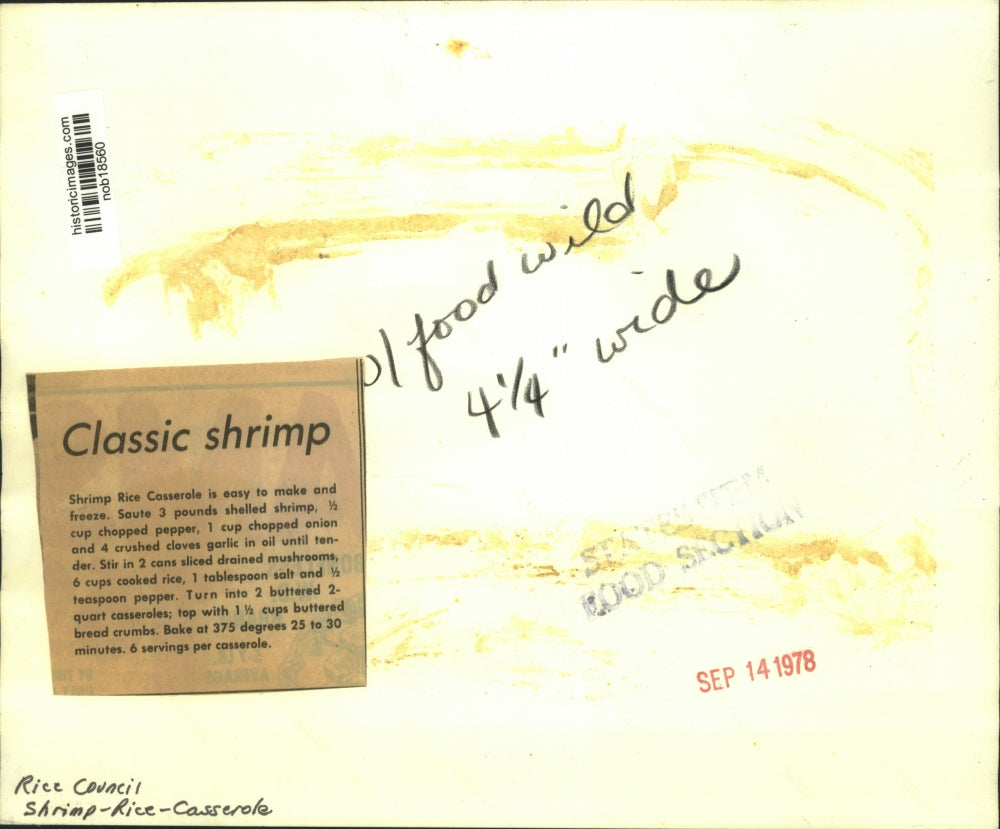 historicimages.com
nob18560
food wild
4 1/4" wide
Classic shrimp
Shrimp Rice Casserole is easy to make and
freeze. Saute 3 pounds shelled shrimp, ½
cup chopped pepper, 1 cup chopped onion
and 4 crushed cloves garlic in oil until ten-
der. Stir in 2 cans sliced drained mushrooms,
6 cups cooked rice, 1 tablespoon salt and ½
teaspoon pepper. Turn into 2 buttered 2-
quart casseroles; top with 1½ cups buttered
bread crumbs. Bake at 375 degrees 25 to 30
minutes. 6 servings per casserole.
FOOD SECTION
SEP 14 1978
Rice Council
Shrimp-Rice-Casserole